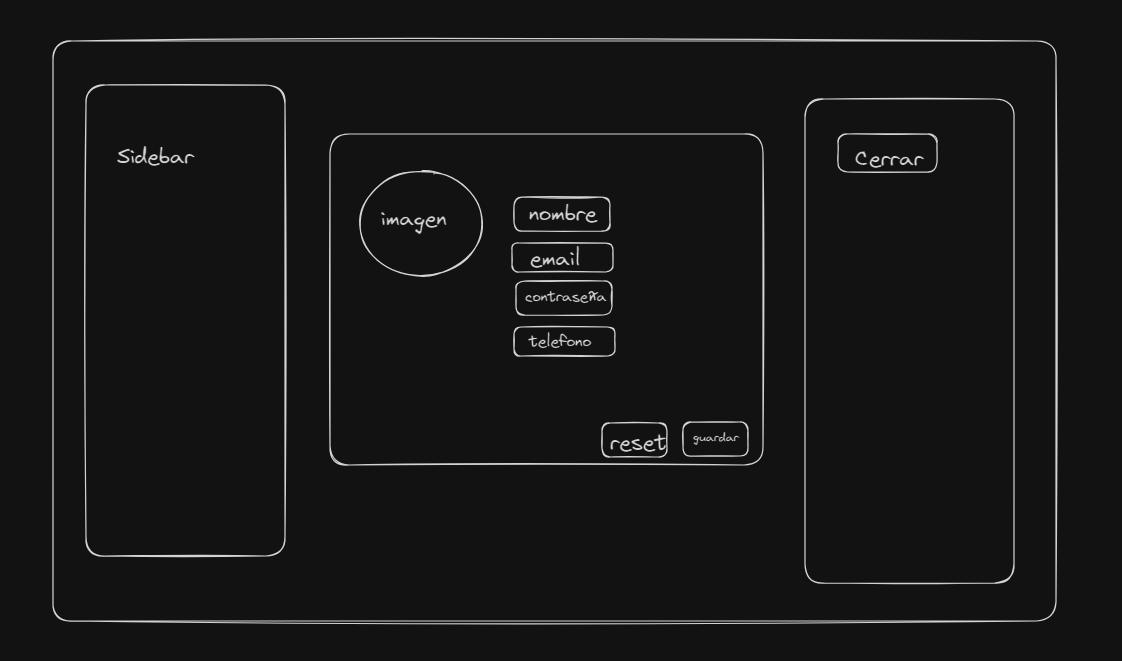 Sidebar
imagen
nombre
email
contraseña
telefono
reset
guardar
Cerrar